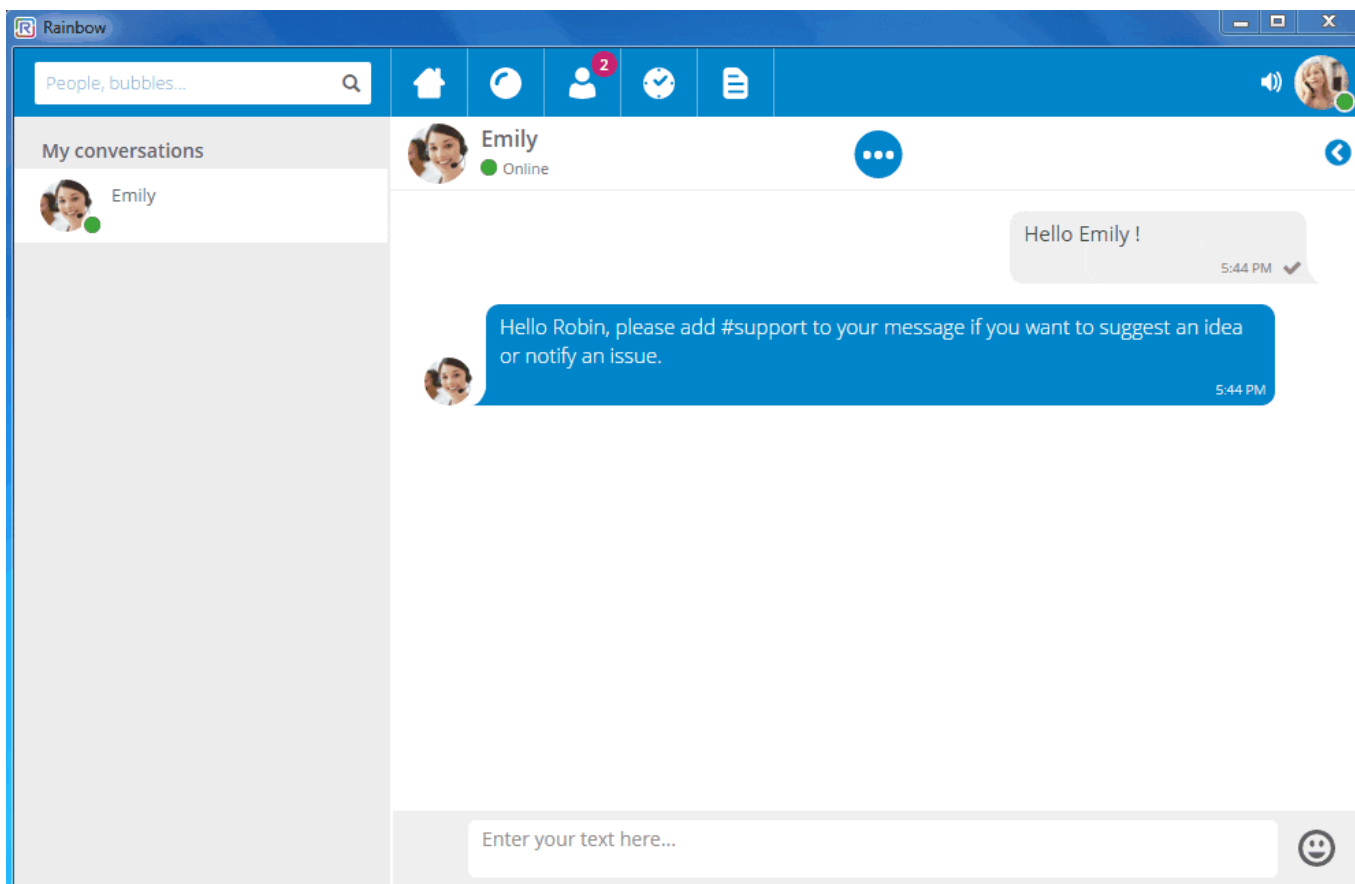 Rainbow
People, bubbles...
2
My conversations
Emily
Emily
Online
Hello Emily !
5:44 PM
Hello Robin, please add #support to your message if you want to suggest an idea
or notify an issue.
5:44 PM
Enter your text here...